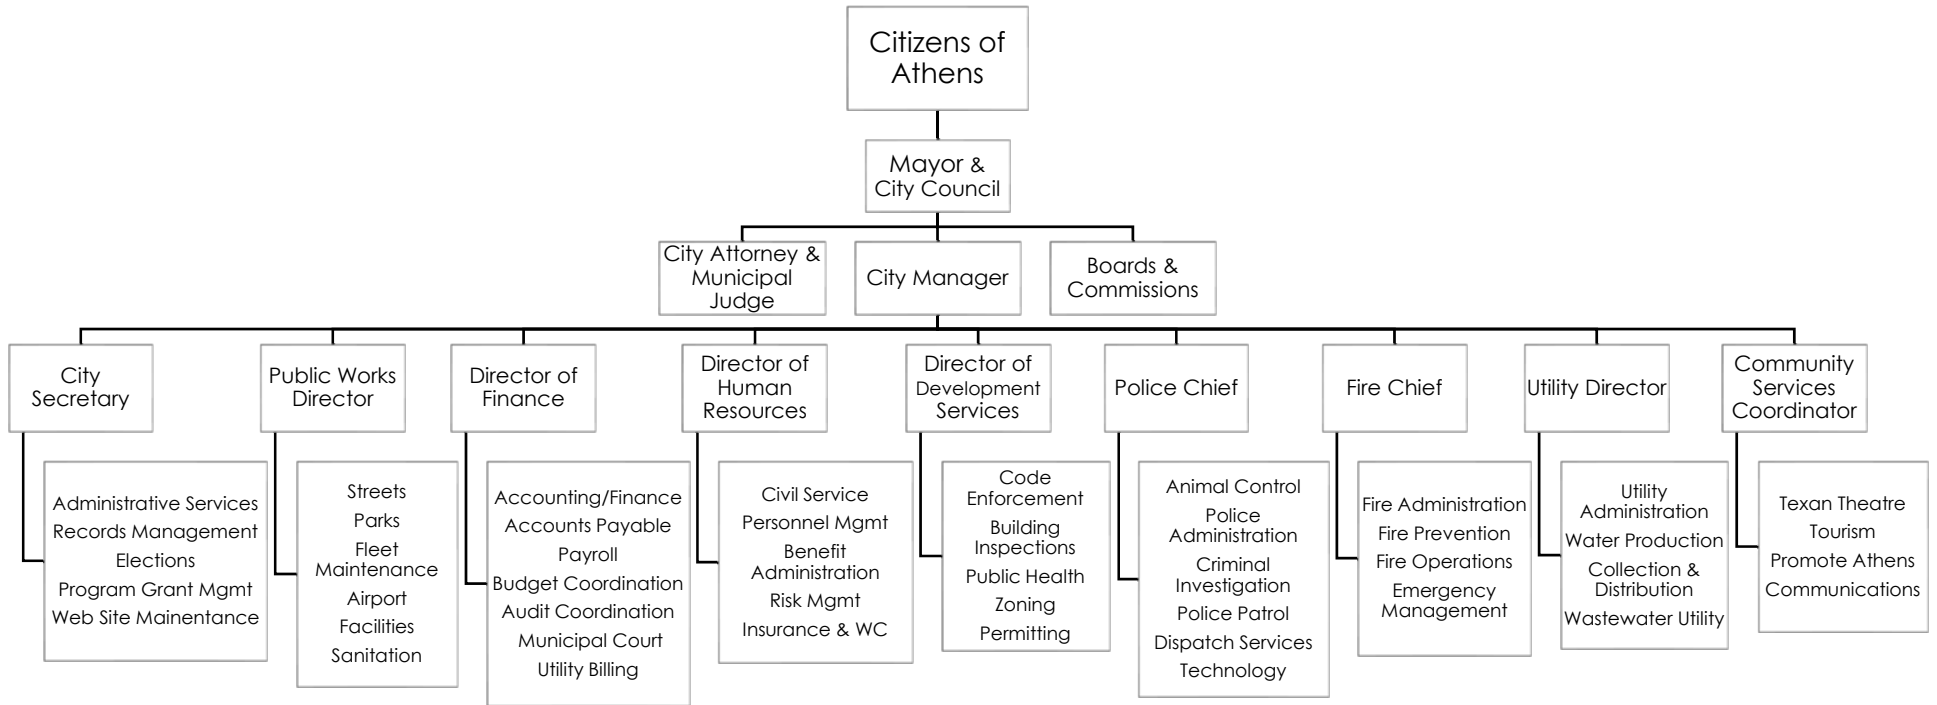 Citizens of
Athens
Mayor &
City Council
City Attorney &
Municipal
Judge
City Manager
Boards &
Commissions
City
Secretary
Public Works
Director
Director of
Finance
Director of
Human
Resources
Director of
Development
Services
Police Chief
Fire Chief
Utility Director
Community
Services
Coordinator
Administrative Services
Records Management
Elections
Program Grant Mgmt
Web Site Mainentance
Streets
Parks
Fleet
Maintenance
Airport
Facilities
Sanitation
Accounting/Finance
Accounts Payable
Payroll
Budget Coordination
Audit Coordination
Municipal Court
Utility Billing
Civil Service
Personnel Mgmt
Benefit
Administration
Risk Mgmt
Insurance & WC
Code
Enforcement
Building
Inspections
Public Health
Zoning
Permitting
Animal Control
Police
Administration
Criminal
Investigation
Police Patrol
Dispatch Services
Technology
Fire Administration
Fire Prevention
Fire Operations
Emergency
Management
Utility
Administration
Water Production
Collection &
Distribution
Wastewater Utility
Texan Theatre
Tourism
Promote Athens
Communications